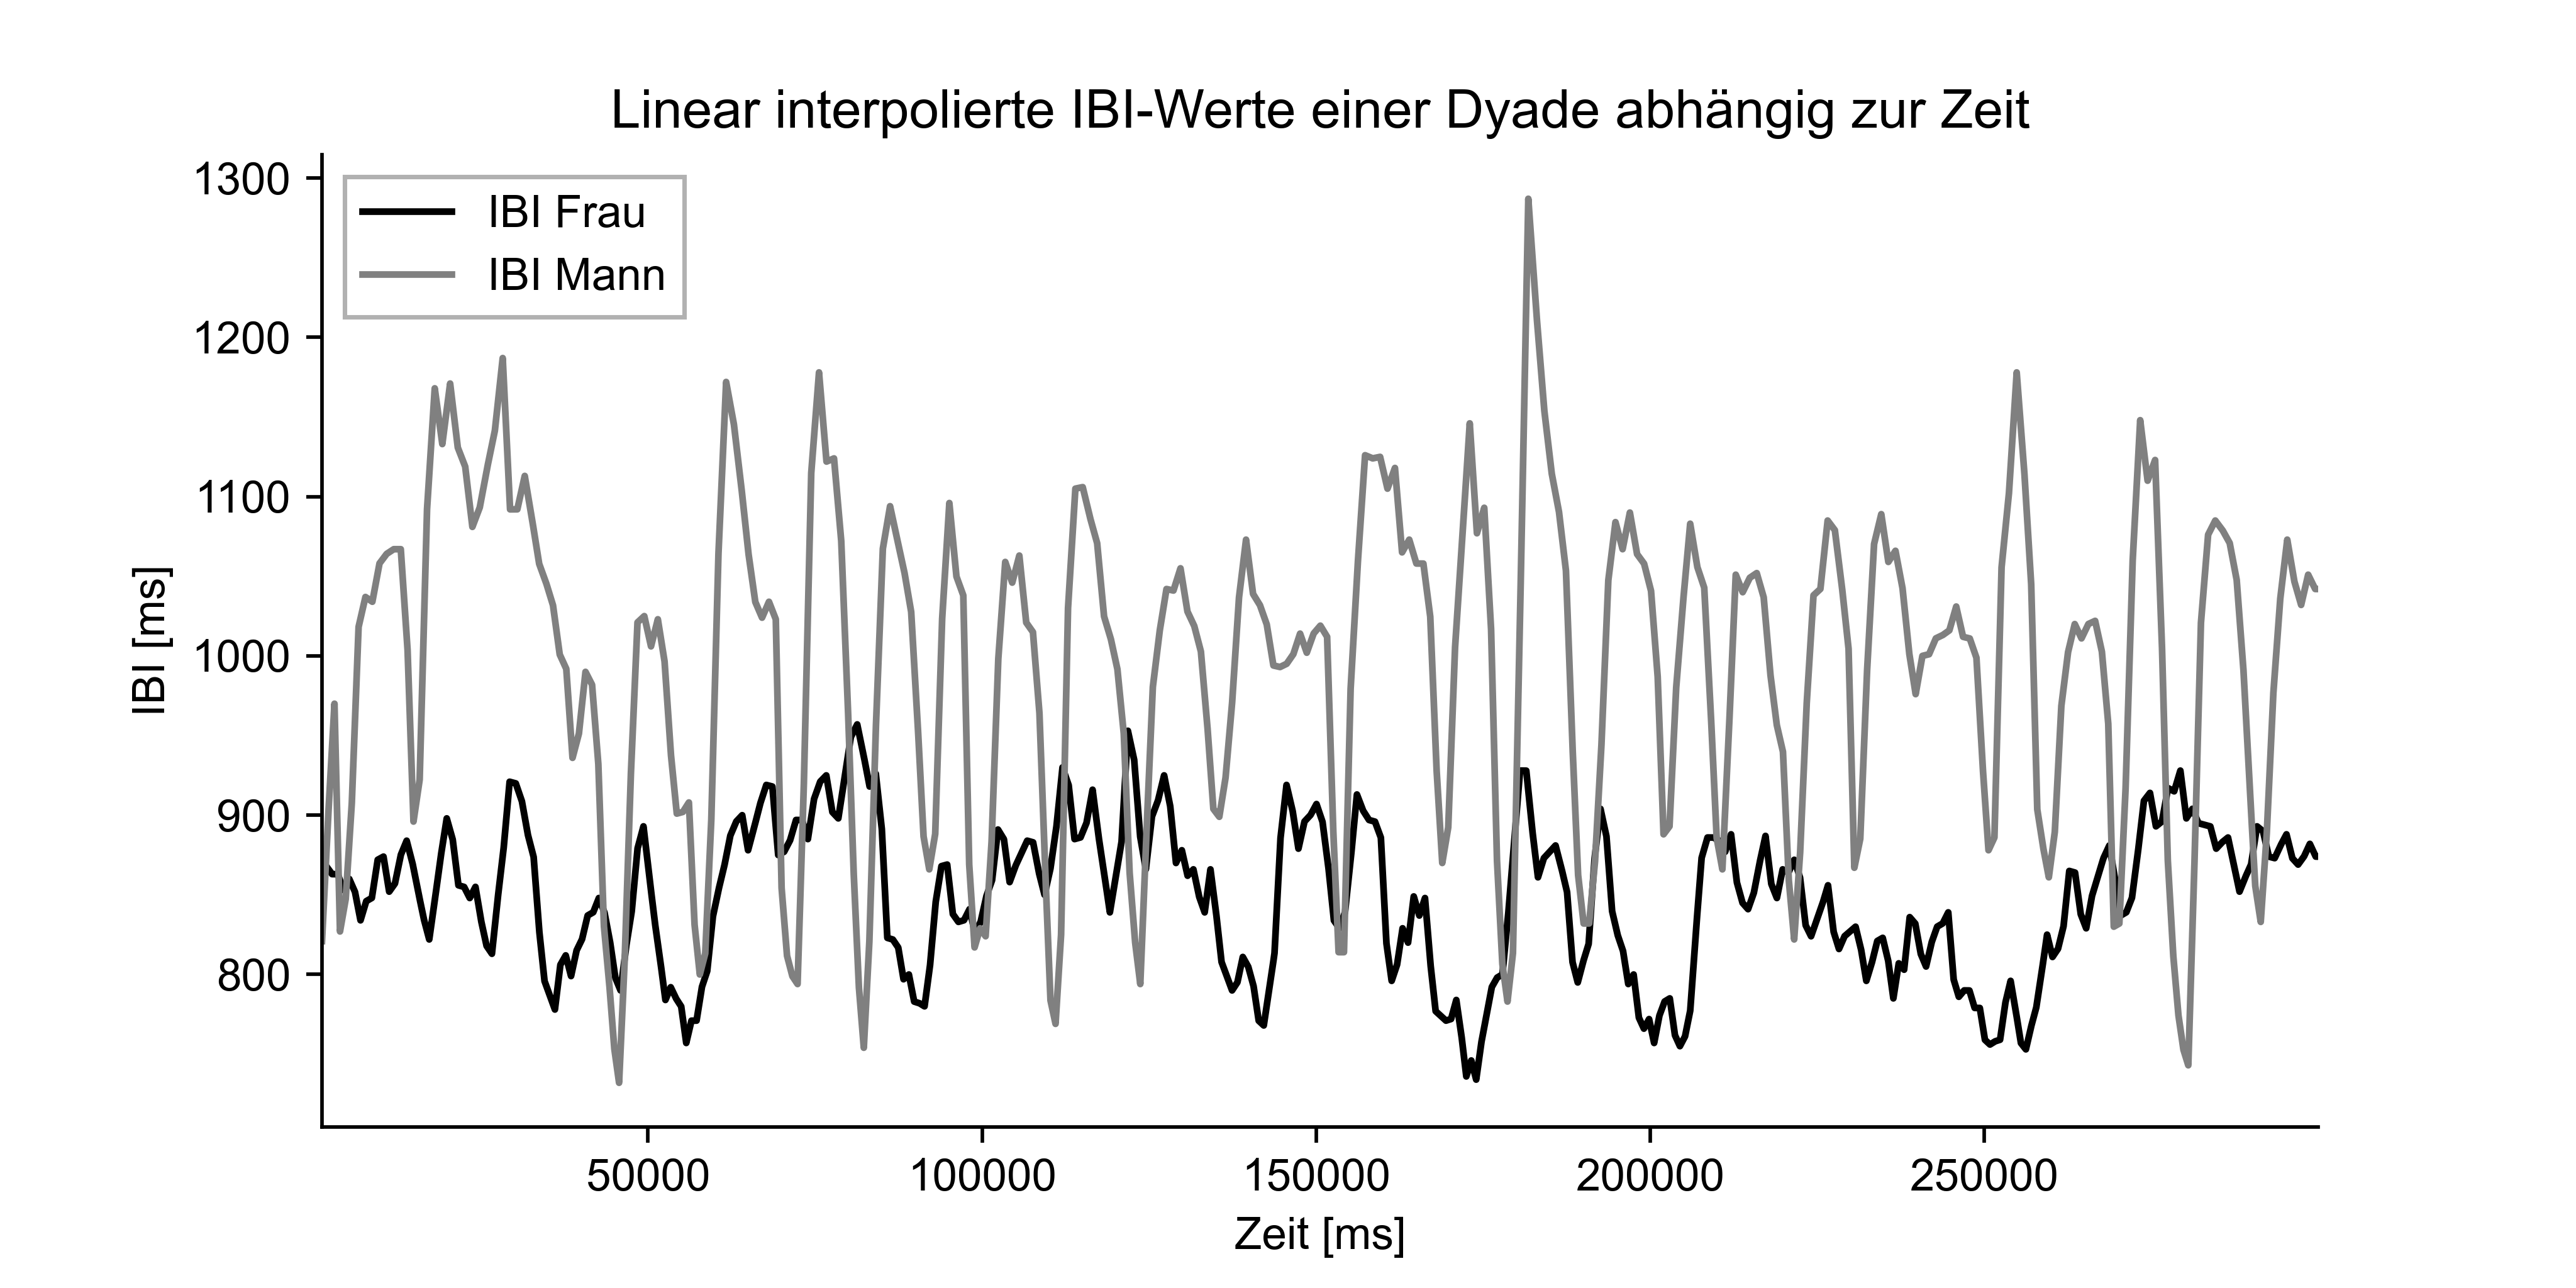 Linear interpolierte IBI-Werte einer Dyade abhängig zur Zeit
IBI Frau
IBI Mann
IBI [ms]
1300
1200
1100
1000
900
800
50000
100000
150000
200000
250000
Zeit [ms]